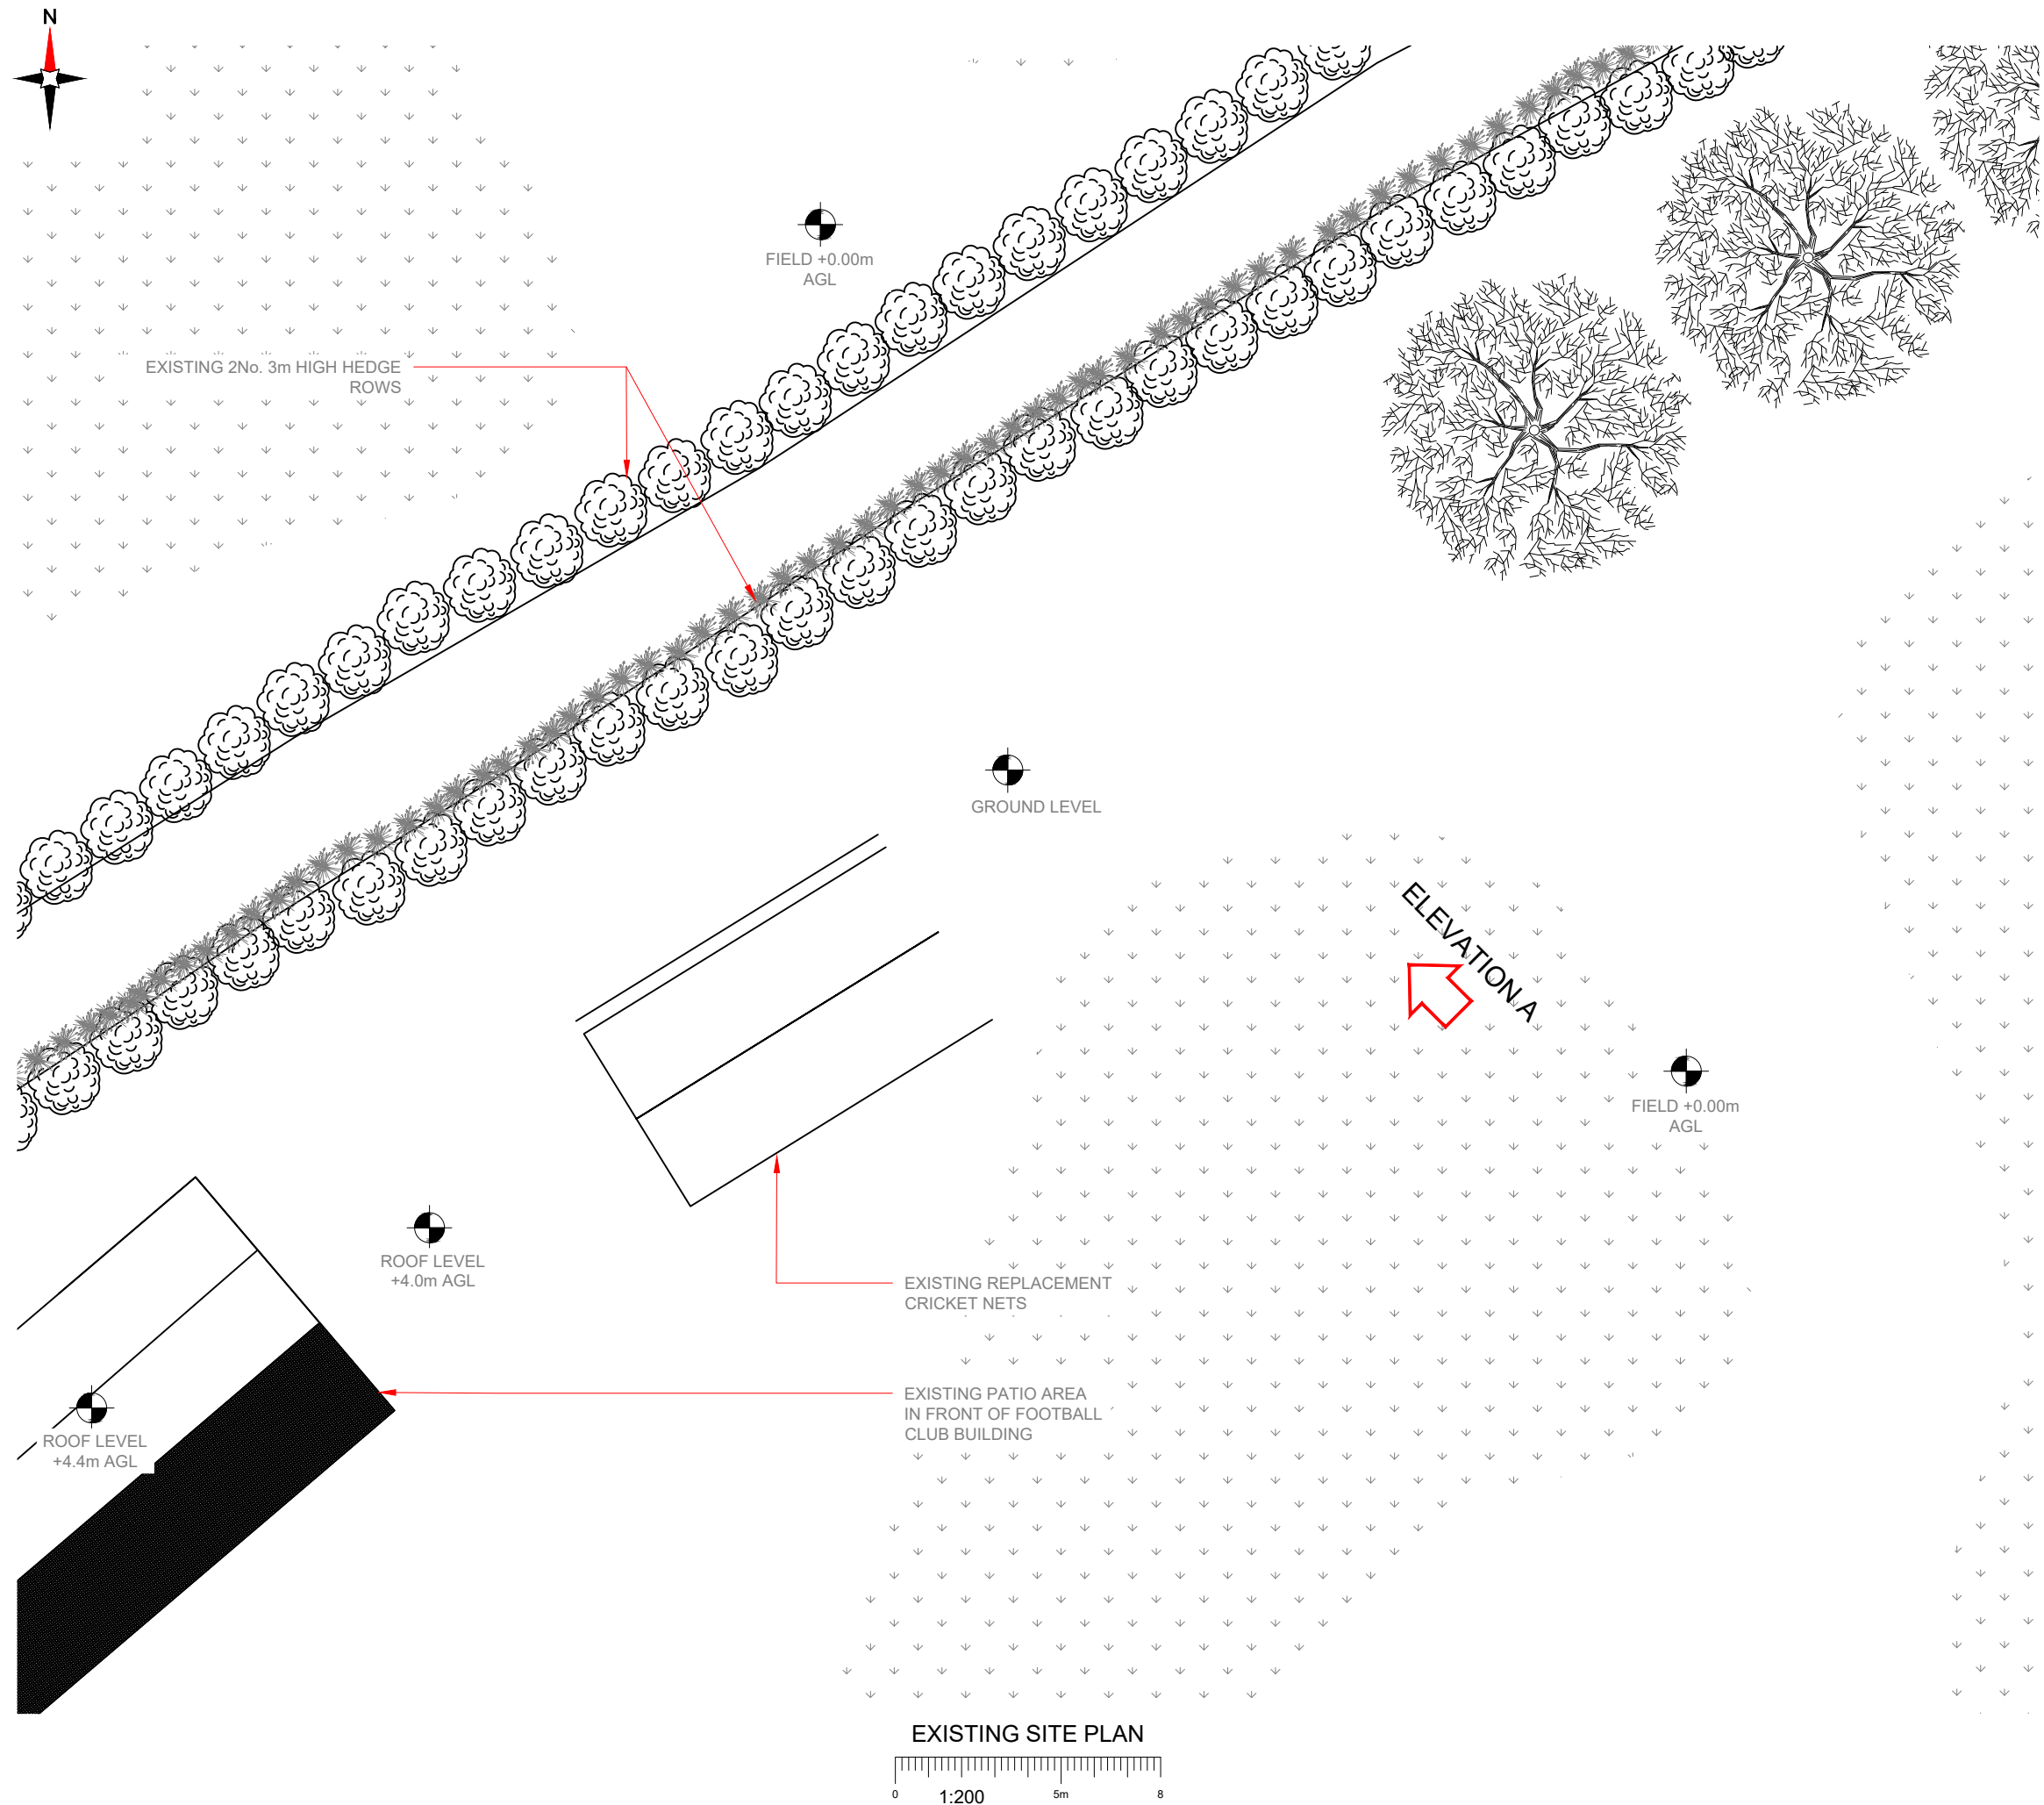 N
FIELD +0.00m
AGL
EXISTING 2No. 3m HIGH HEDGE
ROWS
GROUND LEVEL
ELEVATION A
FIELD +0.00m
AGL
ROOF LEVEL
+4.0m AGL
EXISTING REPLACEMENT
CRICKET NETS
EXISTING PATIO AREA
IN FRONT OF FOOTBALL
CLUB BUILDING
ROOF LEVEL
+4.4m AGL
EXISTING SITE PLAN
0 1:200 5m 8